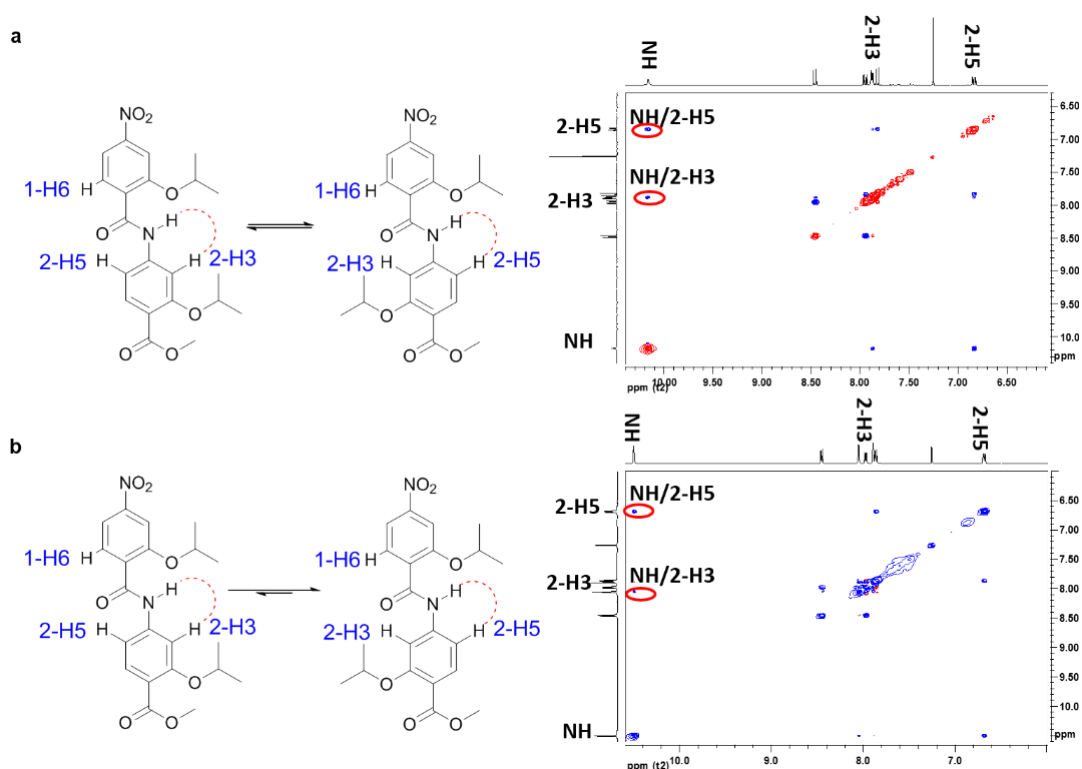 a
NO₂
H
1-H6
O
O
N
H
2-H5
H
H
2-H3
O
O
O
NO₂
1-H6
H
O
O
N
H
2-H3
H
H
2-H5
O
O
O
NH
2-H3
2-H5
2-H5
NH/2-H5
NH/2-H3
2-H3
NH
6.50
7.00
7.50
8.00
8.50
9.00
9.50
10.00
ppm
10.00
9.50
9.00
8.50
8.00
7.50
7.00
6.50
ppm (t2)
b
NO₂
1-H6
H
O
O
N
H
2-H5
H
H
2-H3
O
O
O
NO₂
1-H6
H
O
O
N
H
2-H3
H
H
2-H5
O
O
O
NH
2-H3
2-H5
2-H5
NH/2-H5
NH/2-H3
2-H3
NH
6.50
7.00
7.50
8.00
8.50
9.00
9.50
10.0
ppm
10.0
9.0
8.0
7.0
ppm (t2)